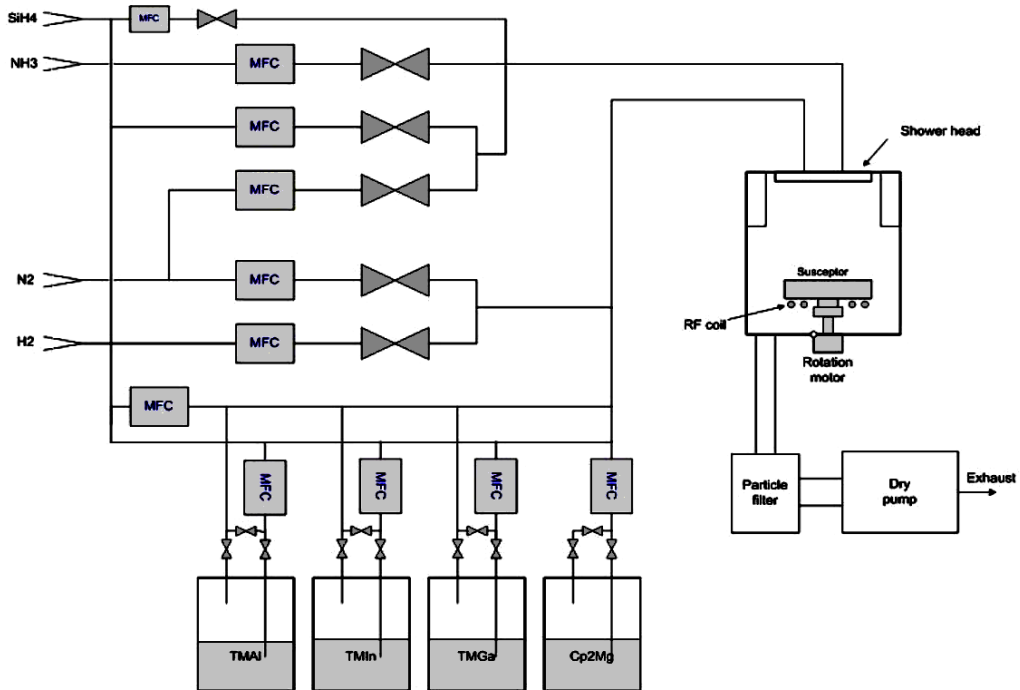 SiH4
MFC
NH3
MFC
MFC
Shower head
MFC
N2
MFC
Susceptor
RF coil
H2
MFC
Rotation
motor
MFC
MFC
MFC
MFC
MFC
Particle
filter
Dry
pump
Exhaust
TMAl
TMIn
TMGa
Cp2Mg